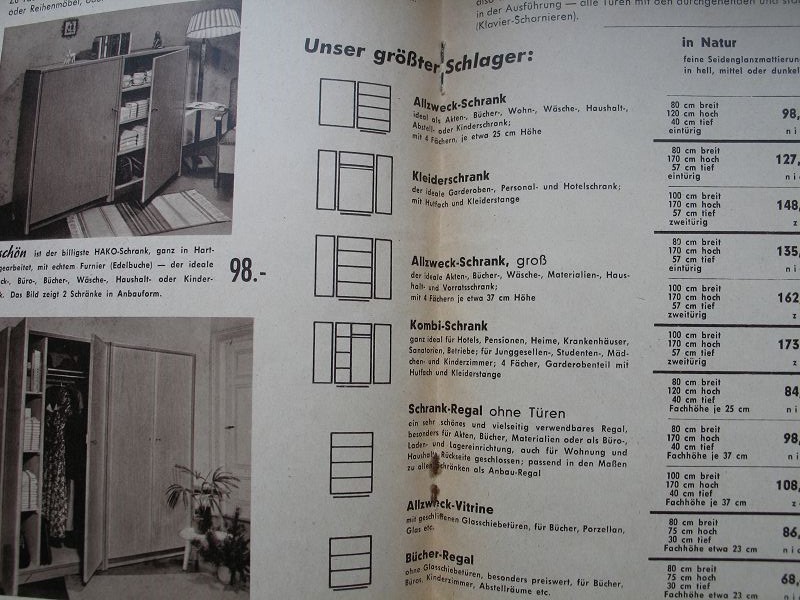 oder Reihenmöbel,
in der Ausführung — alle Türen mit den durchgehenden
(Klavier-Scharnieren).
Unser größter Schlager:
in Natur
feine Seidenglanzmattierung
in hell, mittel oder dunkel
Allzweck-Schrank
ideal als Akten-, Bücher-, Wohn-, Wäsche-, Haushalt-,
Abstell- oder Kinderschrank;
mit 4 Fächern, je etwa 25 cm Höhe
80 cm breit
120 cm hoch
40 cm tief
eintürig
98,
Kleiderschrank
der ideale Garderoben-, Personal- und Hotelschrank;
mit Hutfach und Kleiderstange
80 cm breit
170 cm hoch
57 cm tief
eintürig
127,
100 cm breit
170 cm hoch
57 cm tief
zweitürig
148,
Allzweck-Schrank, groß
der ideale Akten-, Bücher-, Wäsche-, Materialien-, Haus-
halt- und Vorratsschrank;
mit 4 Fächern je etwa 37 cm Höhe
80 cm breit
170 cm hoch
57 cm tief
eintürig
135,
100 cm breit
170 cm hoch
57 cm tief
zweitürig
162
Kombi-Schrank
ganz ideal für Hotels, Pensionen, Heime, Krankenhäuser,
Sanatorien, Betriebe; für Junggesellen-, Studenten-, Mäd-
chen- und Kinderzimmer; 4 Fächer, Garderobenteil mit
Hutfach und Kleiderstange
100 cm breit
170 cm hoch
57 cm tief
zweitürig
173
Schrank-Regal ohne Türen
ein sehr schönes und vielseitig verwendbares Regal,
besonders für Akten, Bücher, Materialien oder als Büro-,
Laden- und Lagereinrichtung, auch für Wohnung und
Haushalt. Rückseite geschlossen; passend in den Maßen
zu allen Schränken als Anbau-Regal
80 cm breit
120 cm hoch
40 cm tief
Fachhöhe je 25 cm
84,
80 cm breit
170 cm hoch
40 cm tief
Fachhöhe je 37 cm
98,
100 cm breit
170 cm hoch
40 cm tief
Fachhöhe je 37 cm
108,
Allzweck-Vitrine
mit geschliffenen Glasschiebetüren, für Bücher, Porzellan,
Glas etc.
80 cm breit
75 cm hoch
30 cm tief
Fachhöhe etwa 23 cm
86,
Bücher-Regal
ohne Glasschiebetüren, besonders preiswert, für Bücher,
Büros, Kinderzimmer, Abstellräume etc.
80 cm breit
75 cm hoch
30 cm tief
Fachhöhe etwa 23 cm
68,
schön ist der billigste HAKO-Schrank, ganz in Hart-
gearbeitet, mit echtem Furnier (Edelbuche) — der ideale
Büro-, Bücher-, Wäsche-, Haushalt- oder Kinder-
Das Bild zeigt 2 Schränke in Anbauform.
98.-